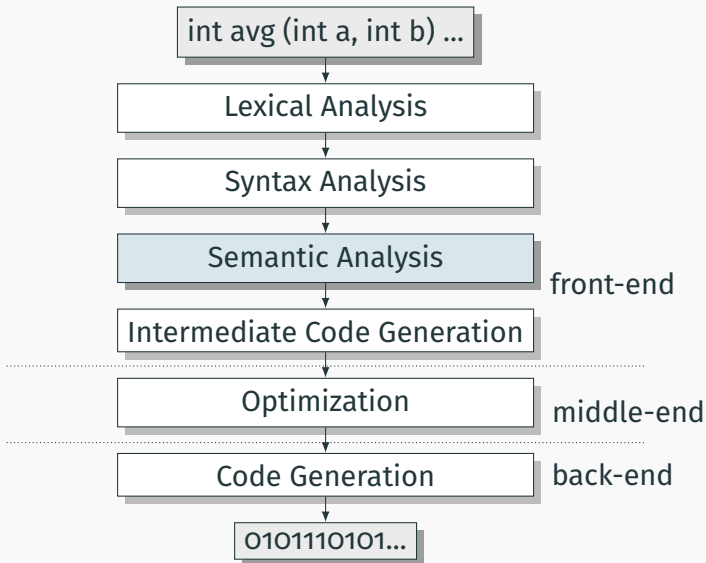 int avg (int a, int b) ...
Lexical Analysis
Syntax Analysis
Semantic Analysis
front-end
Intermediate Code Generation
Optimization
middle-end
Code Generation
back-end
0101110101...